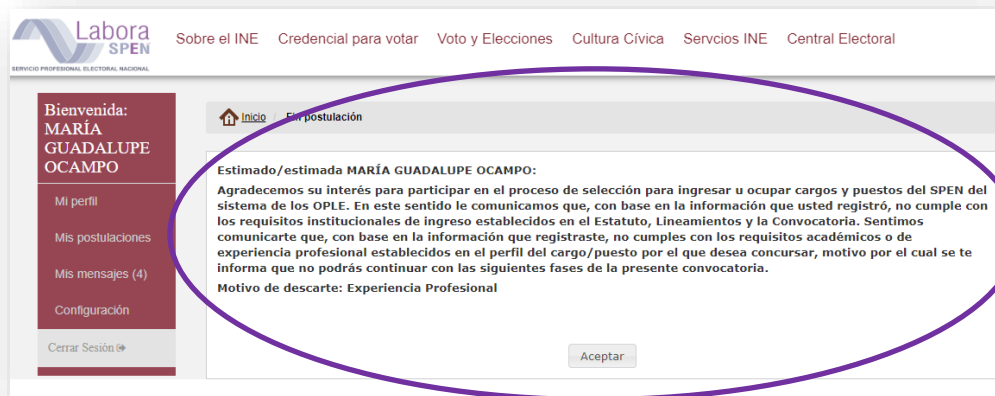 Labora
SPEN
SERVICIO PROFESIONAL ELECTORAL NACIONAL
Sobre el INE Credencial para votar Voto y Elecciones Cultura Cívica Servcios INE Central Electoral
Bienvenida:
MARÍA
GUADALUPE
OCAMPO
Mi perfil
Mis postulaciones
Mis mensajes (4)
Configuración
Cerrar Sesión
Inicio / Fin postulación
Estimado/estimada MARÍA GUADALUPE OCAMPO:
Agradecemos su interés para participar en el proceso de selección para ingresar u ocupar cargos y puestos del SPEN del
sistema de los OPLE. En este sentido le comunicamos que, con base en la información que usted registró, no cumple con
los requisitos institucionales de ingreso establecidos en el Estatuto, Lineamientos y la Convocatoria. Sentimos
comunicarte que, con base en la información que registraste, no cumples con los requisitos académicos o de
experiencia profesional establecidos en el perfil del cargo/puesto por el que desea concursar, motivo por el cual se te
informa que no podrás continuar con las siguientes fases de la presente convocatoria.
Motivo de descarte: Experiencia Profesional
Aceptar